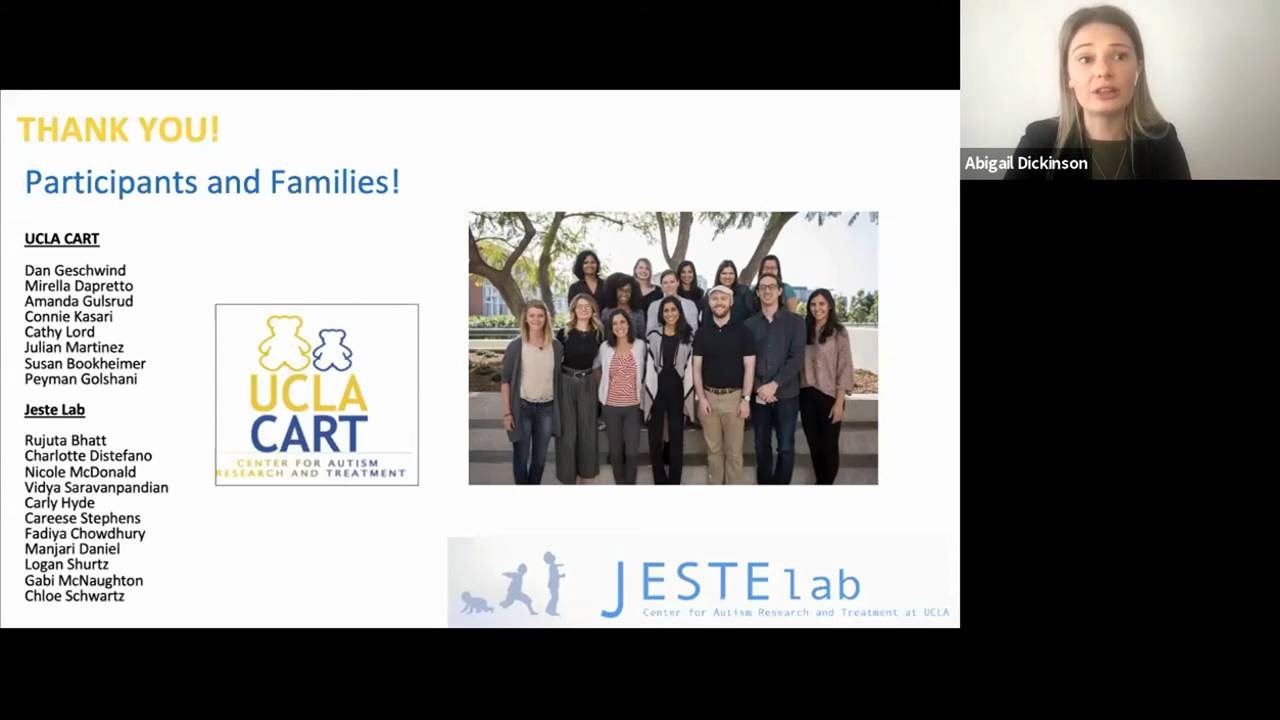 THANK YOU!
Participants and Families!
UCLA CART
Dan Geschwind
Mirella Dapretto
Amanda Gulsrud
Connie Kasari
Cathy Lord
Julian Martinez
Susan Bookheimer
Peyman Golshani
Jeste Lab
Rujuta Bhatt
Charlotte Distefano
Nicole McDonald
Vidya Saravanpandian
Carly Hyde
Careese Stephens
Fadiya Chowdhury
Manjari Daniel
Logan Shurtz
Gabi McNaughton
Chloe Schwartz
UCLA
CART
CENTER FOR AUTISM
RESEARCH AND TREATMENT
JESTE lab
Center for Autism Research and Treatment at UCLA
Abigail Dickinson